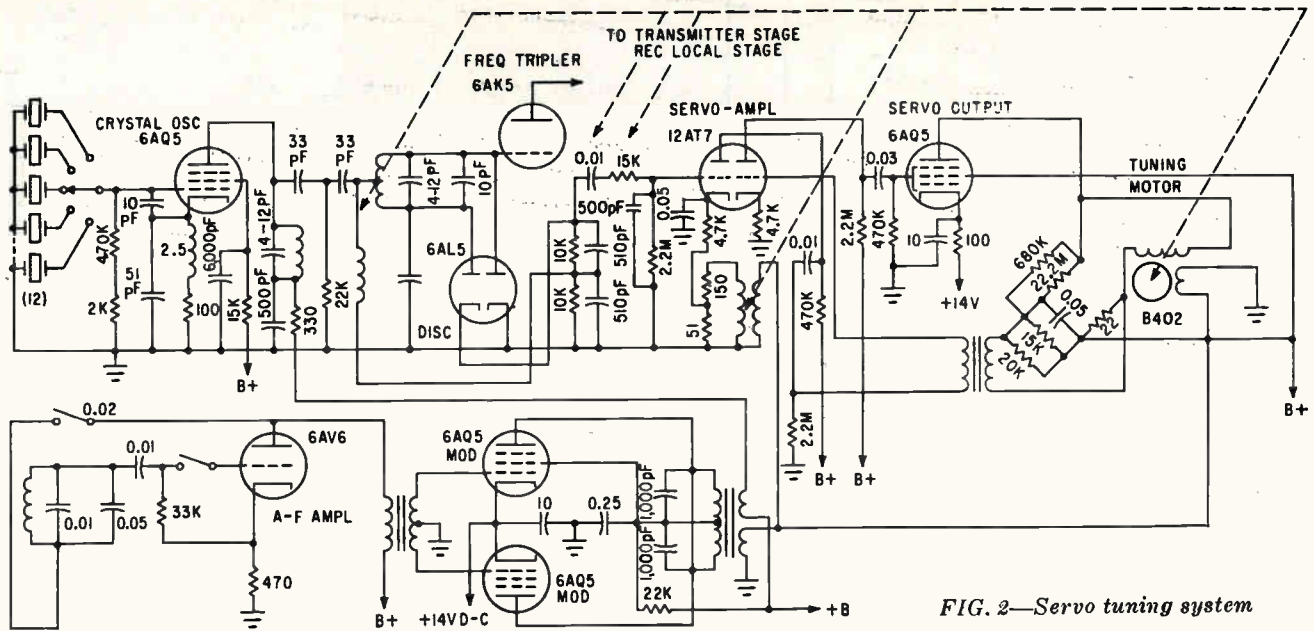 TO TRANSMITTER STAGE
REC LOCAL STAGE
FREQ TRIPLER
6AK5
CRYSTAL OSC
6AQ5
33
PF
33
PF
SERVO-AMPL
12AT7
SERVO OUTPUT
6AQ5
TUNING
MOTOR
10
PF
470K
51
PF
2K
(12)
2.5
100
6,000PF
15K
B+
4-12PF
500PF
330
22K
4-12PF
10PF
6AL5
DISC
0.01
15K
10K
10K
510PF
510PF
500PF
2.2M
0.05
4.7K
4.7K
150
51
0.01
470K
2.2M
B+
0.03
2.2M
B+
470K
10
100
+14V
680K
22.2M
0.05
15K
20K
22
B402
B+
0.02
0.01
0.01
0.05
33K
6AV6
A-F AMPL
470
B+
6AQ5
MOD
10
0.25
+14V D-C
6AQ5
MOD
1,000PF
1,000PF
22K
+B
FIG. 2—Servo tuning system